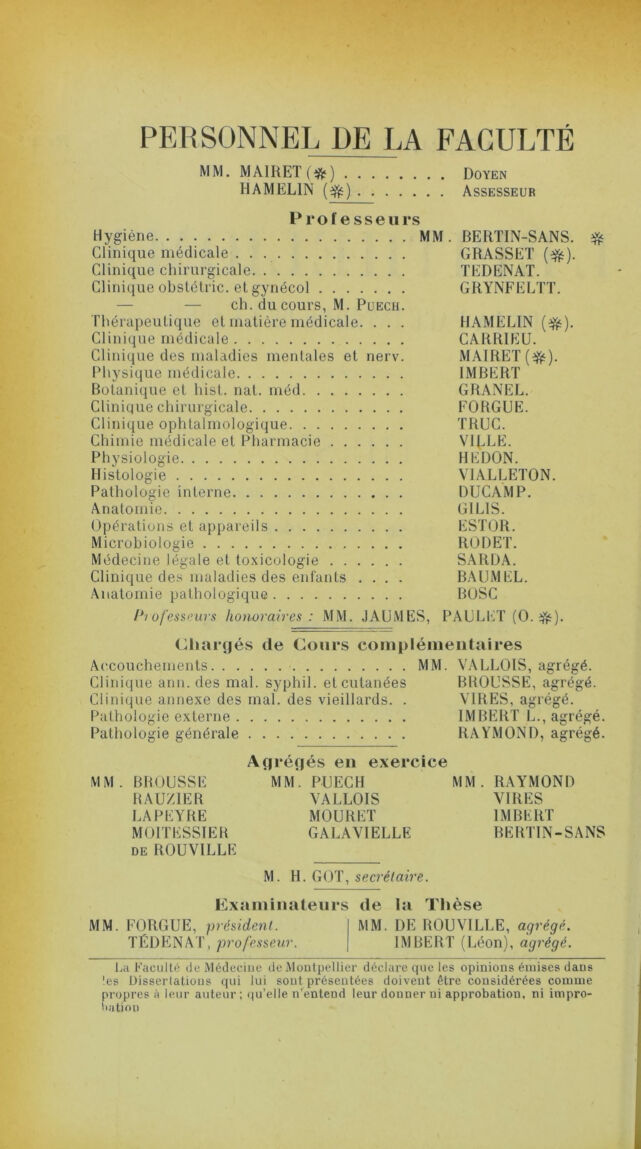 PERSONNEL DE LA FACULTÉ
MM. MAIRET (✻) . . . . . . . . DOYEN
HAMELIN (✻) . . . . . . . ASSESSEUR
Professeurs
Hygiène. . . . . . . . . . . . . . . . . . . MM. BERTIN-SANS. ✻
Clinique médicale . . . . . . . . . . . . . GRASSET (✻).
Clinique chirurgicale. . . . . . . . . . . . TEDENAT.
Clinique obstétric. et gynécol . . . . . . . GRYNFELTT.
— — ch. du cours, M. PUECH.
Thérapeutique et matière médicale. . . . HAMELIN (✻).
Clinique médicale . . . . . . . . . . . . . CARRIEU.
Clinique des maladies mentales et nerv. MAIRET (✻).
Physique médicale. . . . . . . . . . . . . IMBERT
Botanique et hist. nat. méd. . . . . . . . GRANEL.
Clinique chirurgicale. . . . . . . . . . . . FORGUE.
Clinique ophtalmologique. . . . . . . . . TRUC.
Chimie médicale et Pharmacie . . . . . . VILLE.
Physiologie. . . . . . . . . . . . . . . . . HEDON.
Histologie . . . . . . . . . . . . . . . . . VIALLETON.
Pathologie interne. . . . . . . . . . . . . DUCAMP.
Anatomie. . . . . . . . . . . . . . . . . . GILIS.
Opérations et appareils . . . . . . . . . . ESTOR.
Microbiologie . . . . . . . . . . . . . . . RODET.
Médecine légale et toxicologie . . . . . . SARDA.
Clinique des maladies des enfants . . . . BAUMEL.
Anatomie pathologique . . . . . . . . . . BOSC
Professeurs honoraires : MM. JAUMES, PAULET (O. ✻).
Chargés de Cours complémentaires
Accouchements. . . . . . . . . . . . . . . MM. VALLOIS, agrégé.
Clinique ann. des mal. syphil. et cutanées BROUSSE, agrégé.
Clinique annexe des mal. des vieillards. . VIRES, agrégé.
Pathologie externe . . . . . . . . . . . . . IMBERT L., agrégé.
Pathologie générale . . . . . . . . . . . . RAYMOND, agrégé.
Agrégés en exercice
MM. BROUSSE MM. PUECH MM. RAYMOND
RAUZIER VALLOIS VIRES
LAPEYRE MOURET IMBERT
MOITESSIER GALAVIELLE BERTIN-SANS
DE ROUVILLE
M. H. GOT, secrétaire.
Examinateurs de la Thèse
MM. FORGUE, président. MM. DE ROUVILLE, agrégé.
TÉDENAT, professeur. IMBERT (Léon), agrégé.
La Faculté de Médecine de Montpellier déclare que les opinions émises dans
les Dissertations qui lui sont présentées doivent être considérées comme
propres à leur auteur ; qu'elle n'entend leur donner ni approbation, ni impro-
bation